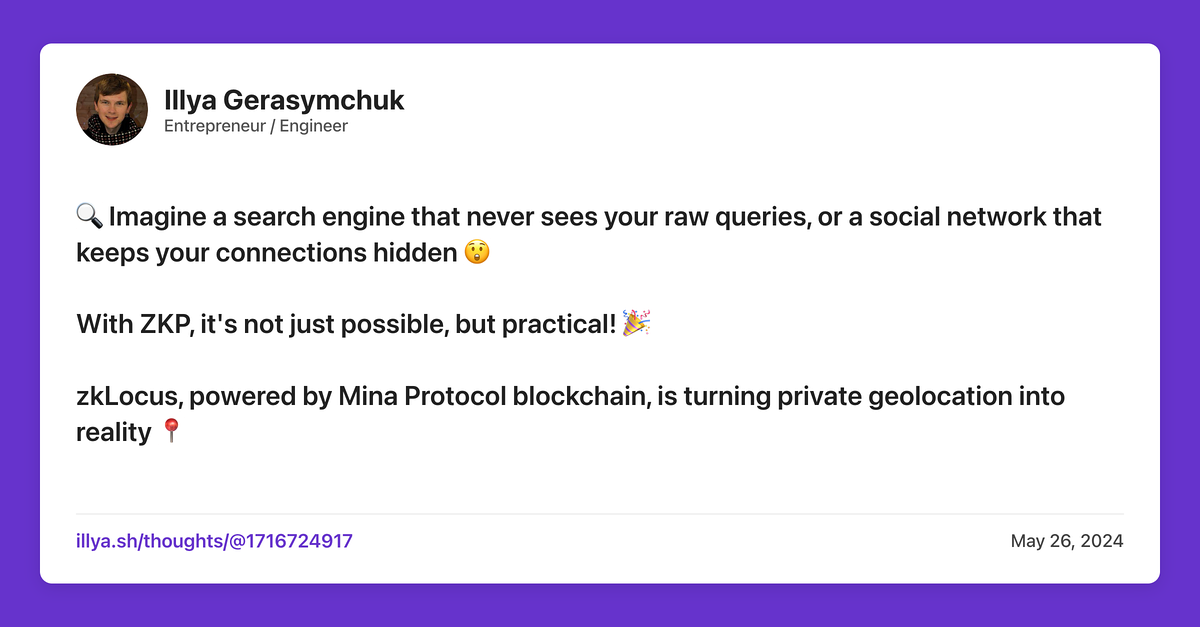 Illya Gerasymchuk
Entrepreneur / Engineer
🔍 Imagine a search engine that never sees your raw queries, or a social network that
keeps your connections hidden 😲
With ZKP, it's not just possible, but practical! 🎉
zkLocus, powered by Mina Protocol blockchain, is turning private geolocation into
reality 📍
illya.sh/thoughts/@1716724917
May 26, 2024